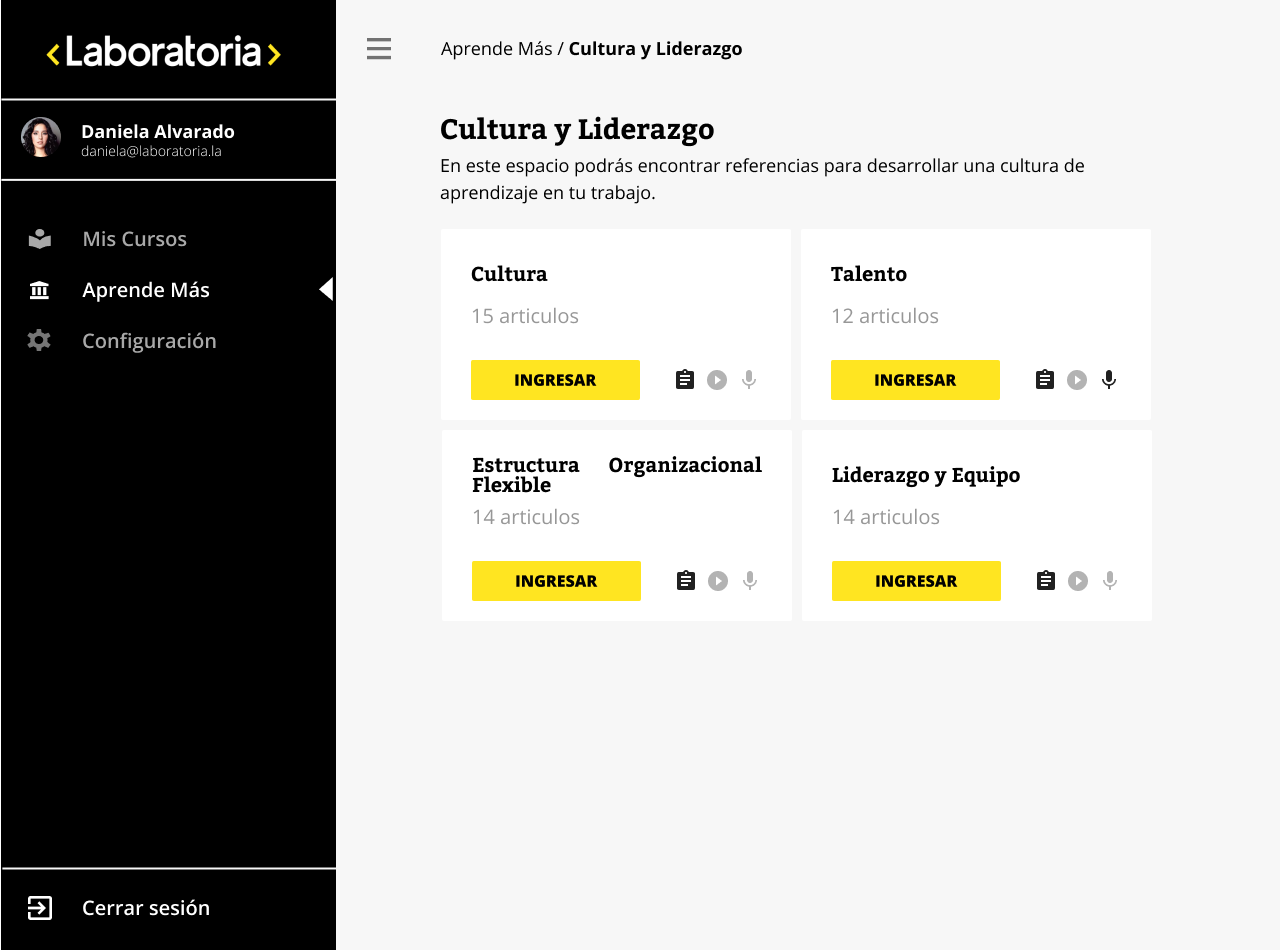 <Laboratoria>
Daniela Alvarado
daniela@laboratoria.la
Mis Cursos
Aprende Más
Configuración
Cerrar sesión
Aprende Más / Cultura y Liderazgo
Cultura y Liderazgo
En este espacio podrás encontrar referencias para desarrollar una cultura de
aprendizaje en tu trabajo.
Cultura
15 articulos
INGRESAR
Talento
12 articulos
INGRESAR
Estructura Organizacional
Flexible
14 articulos
INGRESAR
Liderazgo y Equipo
14 articulos
INGRESAR